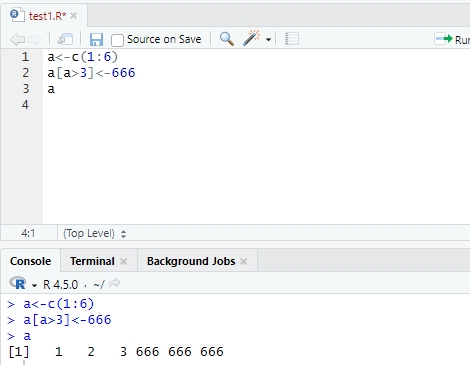 test1.R*
Source on Save
Run
1 a<-c(1:6)
2 a[a>3]<-666
3 a
4
4:1 (Top Level)
Console Terminal Background Jobs
R 4.5.0 · ~/
> a<-c(1:6)
> a[a>3]<-666
> a
[1]   1   2   3 666 666 666